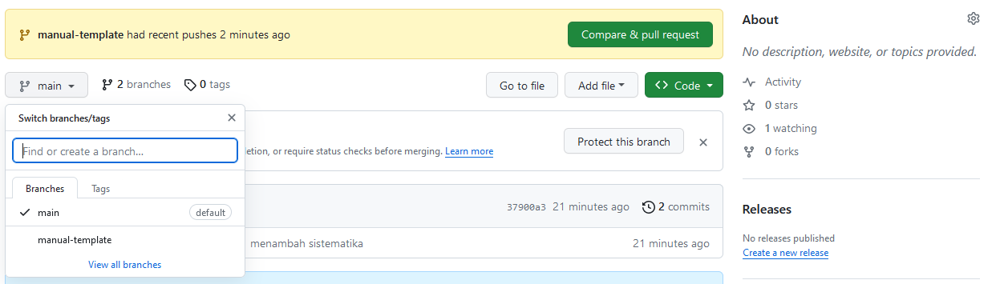 manual-template had recent pushes 2 minutes ago
Compare & pull request
main
2 branches
0 tags
Go to file
Add file
Code
Switch branches/tags
Find or create a branch...
Branches
Tags
main
default
manual-template
View all branches
or require status checks before merging. Learn more
Protect this branch
37900a3 21 minutes ago
2 commits
menambah sistematika
21 minutes ago
About
No description, website, or topics provided.
Activity
0 stars
1 watching
0 forks
Releases
No releases published
Create a new release